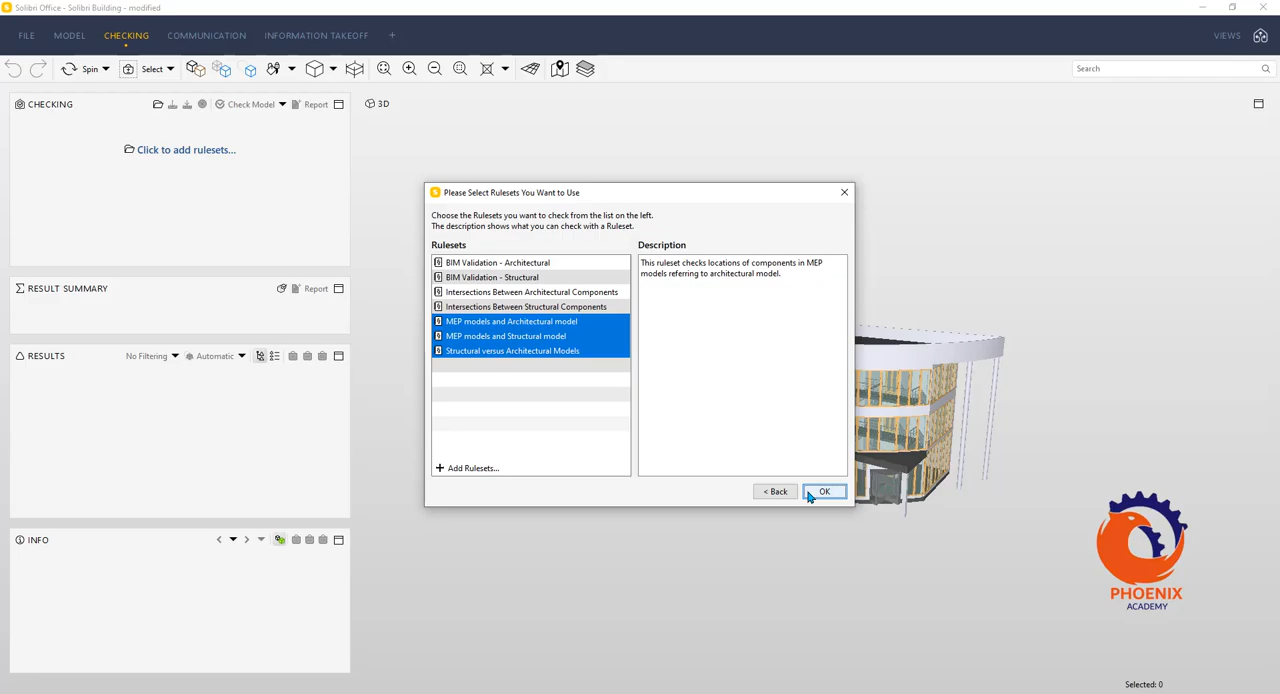 Solibri Office - Solibri Building - modified
FILE MODEL CHECKING COMMUNICATION INFORMATION TAKEOFF + VIEWS
Spin Select Search
CHECKING Check Model Report
Click to add rulesets...
3D
RESULT SUMMARY Report
RESULTS No Filtering Automatic
INFO
Please Select Rulesets You Want to Use
Choose the Rulesets you want to check from the list on the left.
The description shows what you can check with a Ruleset.
Rulesets
BIM Validation - Architectural
BIM Validation - Structural
Intersections Between Architectural Components
Intersections Between Structural Components
MEP models and Architectural model
MEP models and Structural model
Structural versus Architectural Models
Add Rulesets...
Description
This ruleset checks locations of components in MEP
models referring to architectural model.
< Back OK
PHOENIX
ACADEMY
Selected: 0